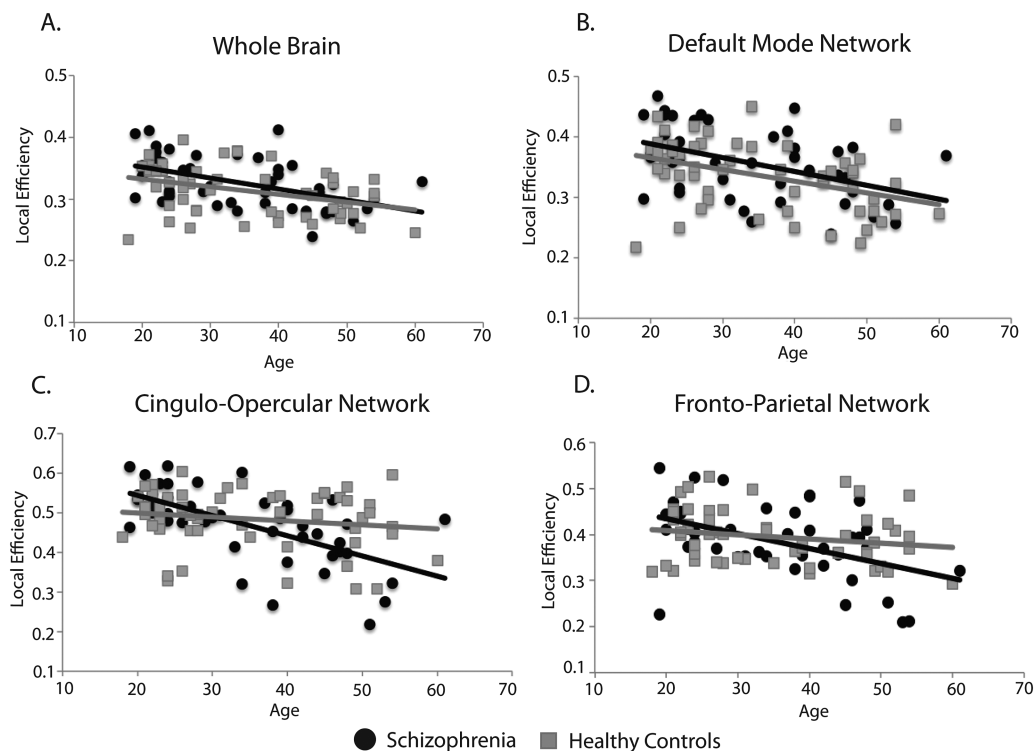 A.
Whole Brain
0.5
0.4
0.3
0.2
0.1
Local Efficiency
10 20 30 40 50 60 70
Age
B.
Default Mode Network
0.5
0.4
0.3
0.2
0.1
Local Efficiency
10 20 30 40 50 60 70
Age
C.
Cingulo-Opercular Network
0.7
0.6
0.5
0.4
0.3
0.2
0.1
Local Efficiency
10 20 30 40 50 60 70
Age
D.
Fronto-Parietal Network
0.6
0.5
0.4
0.3
0.2
0.1
Local Efficiency
10 20 30 40 50 60 70
Age
Schizophrenia Healthy Controls